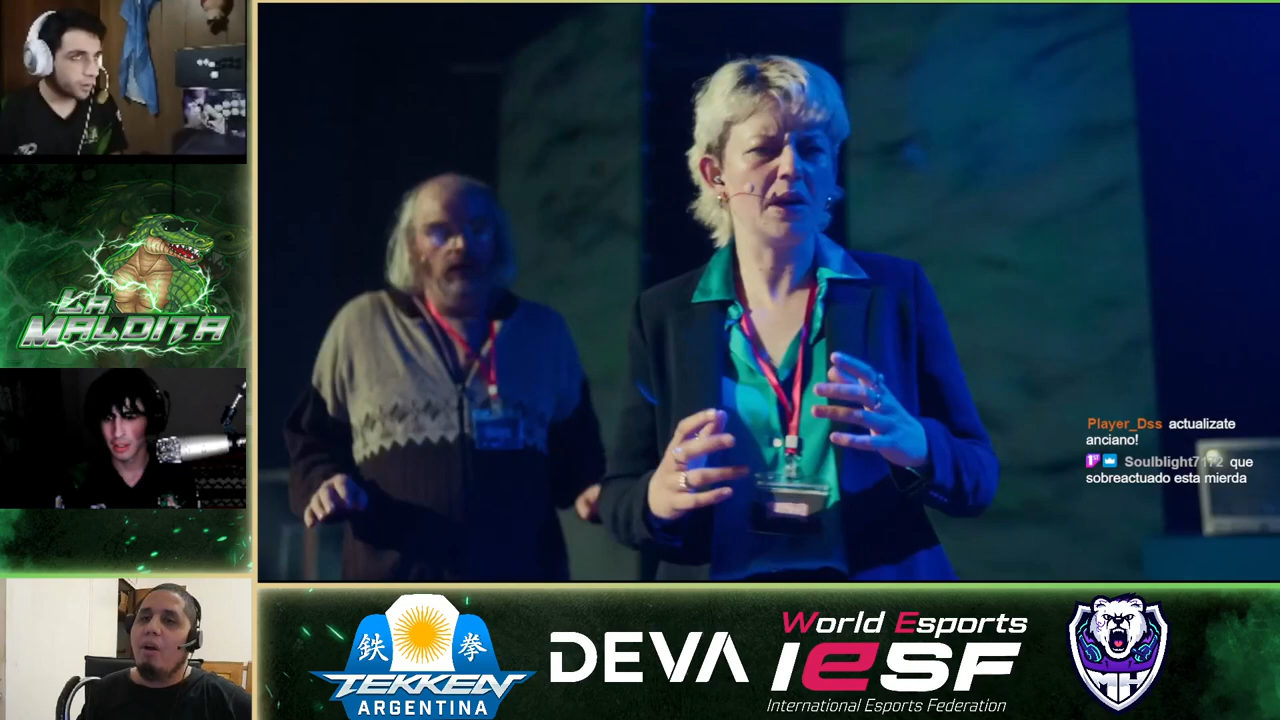 LA
MALDITA
Player_Dss actualizate
anciano!
Soulblight7172 que
sobreactuado esta mierda
鉄 拳
TEKKEN
ARGENTINA
DEVA
World Esports
IESF
International Esports Federation
MH